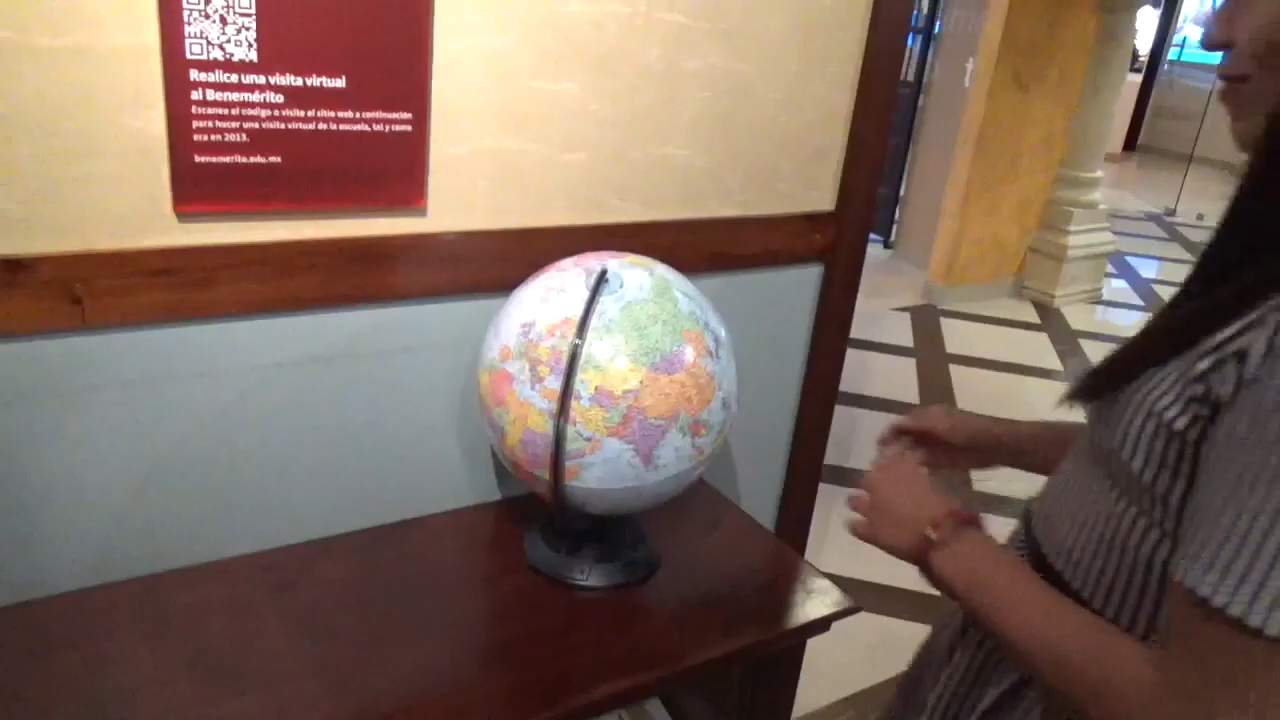 Realice una visita virtual
al Benemérito
Escanee el código o visite el sitio web a continuación
para hacer una visita virtual de la escuela, tal y como
era en 2013.
benemerito.edu.mx